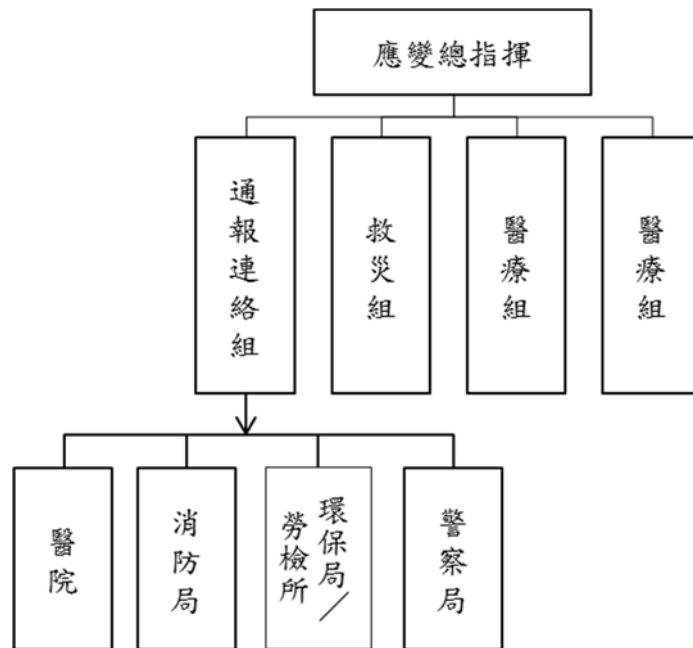 應變總指揮
通報連絡組
救災組
醫療組
醫療組
醫院
消防局
環保局／
勞檢所
警察局